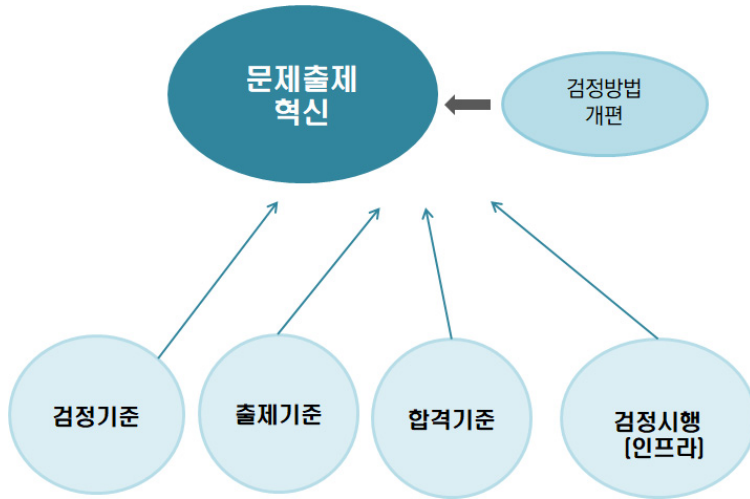 문제출제
혁신
검정방법
개편
검정기준
출제기준
합격기준
검정시행
(인프라)